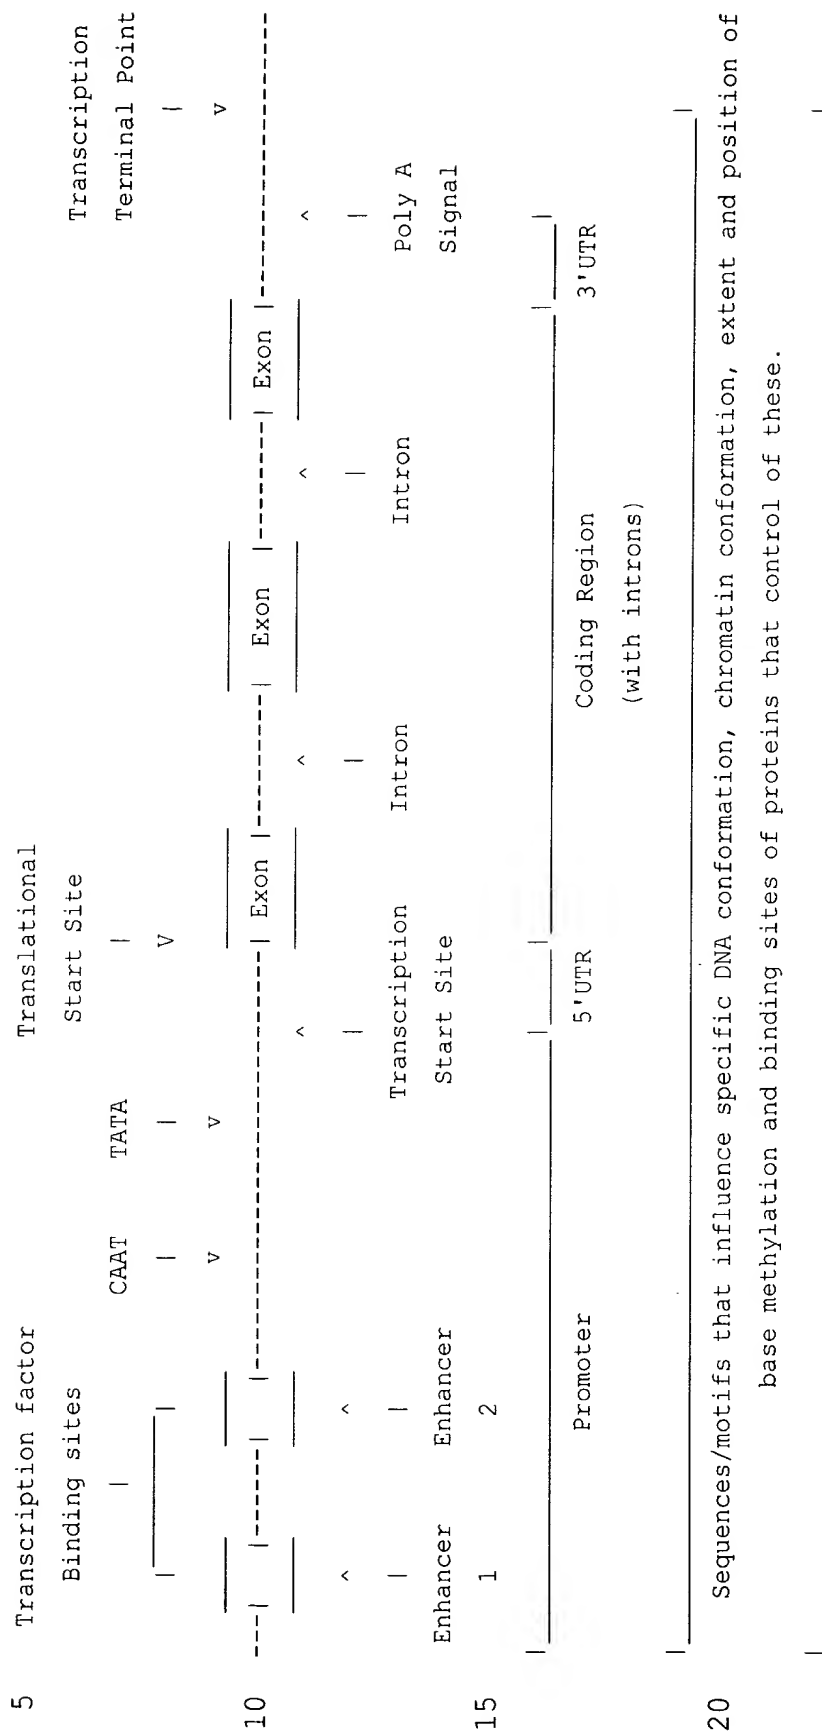 5
Transcription factor Translational Transcription
Binding sites CAAT TATA Start Site Terminal Point
10
Exon Exon Exon
Enhancer Enhancer Transcription Intron Intron Poly A
15
1 2 Start Site Signal
Promoter 5'UTR Coding Region 3'UTR
(with introns)
20
Sequences/motifs that influence specific DNA conformation, chromatin conformation, extent and position of
base methylation and binding sites of proteins that control of these.